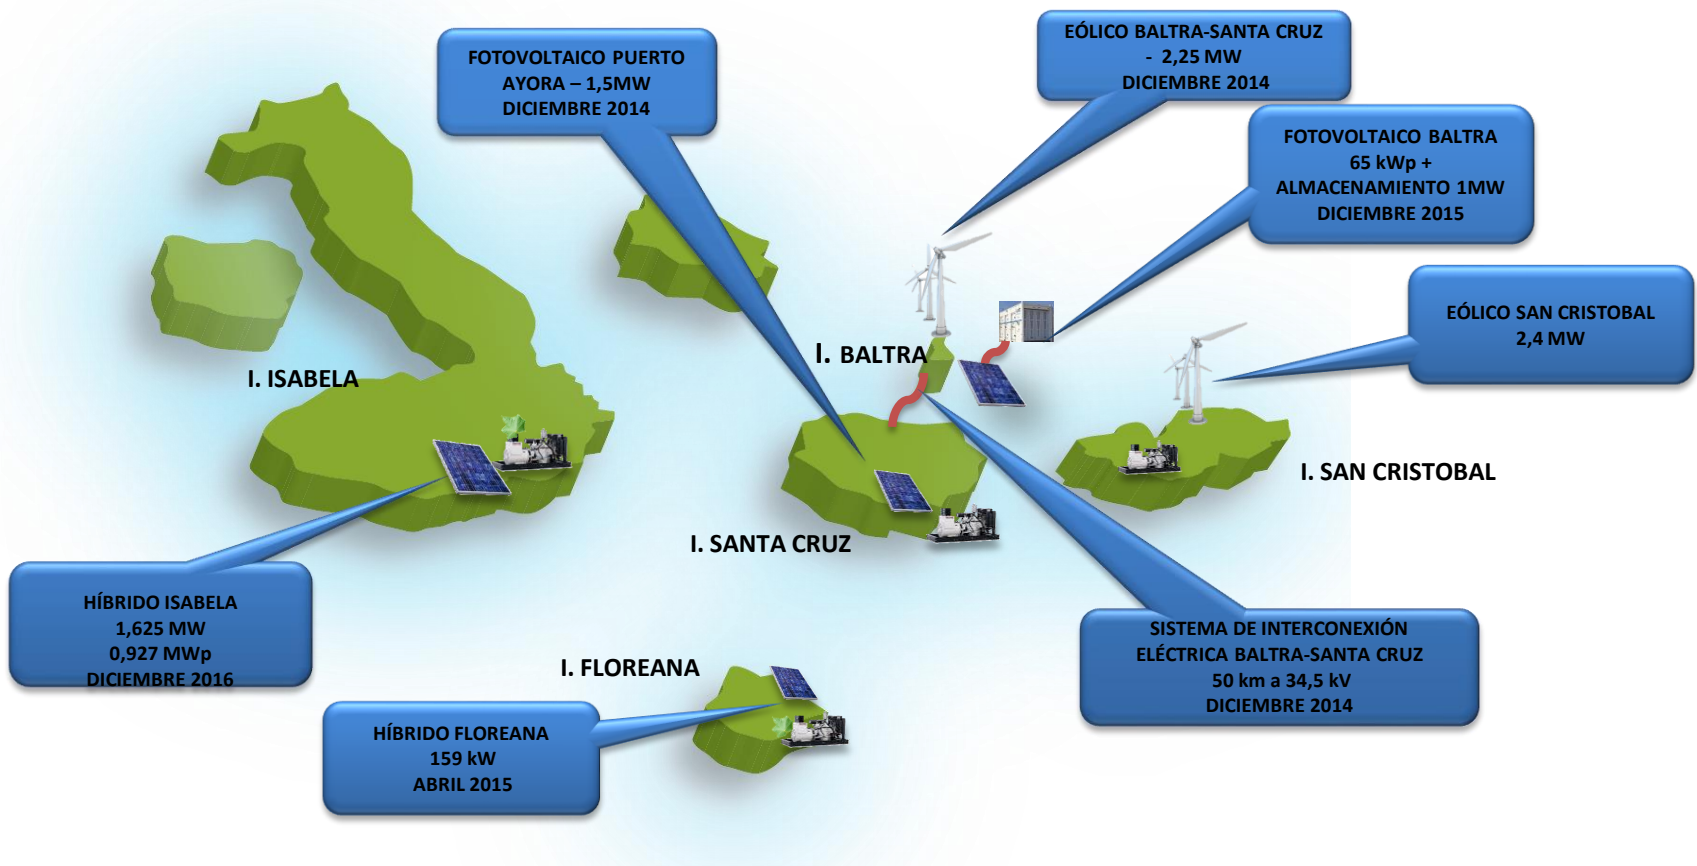 FOTOVOLTAICO PUERTO
AYORA – 1,5MW
DICIEMBRE 2014
EÓLICO BALTRA-SANTA CRUZ
- 2,25 MW
DICIEMBRE 2014
FOTOVOLTAICO BALTRA
65 kWp +
ALMACENAMIENTO 1MW
DICIEMBRE 2015
EÓLICO SAN CRISTOBAL
2,4 MW
I. BALTRA
I. ISABELA
I. SAN CRISTOBAL
I. SANTA CRUZ
HÍBRIDO ISABELA
1,625 MW
0,927 MWp
DICIEMBRE 2016
SISTEMA DE INTERCONEXIÓN
ELÉCTRICA BALTRA-SANTA CRUZ
50 km a 34,5 kV
DICIEMBRE 2014
I. FLOREANA
HÍBRIDO FLOREANA
159 kW
ABRIL 2015